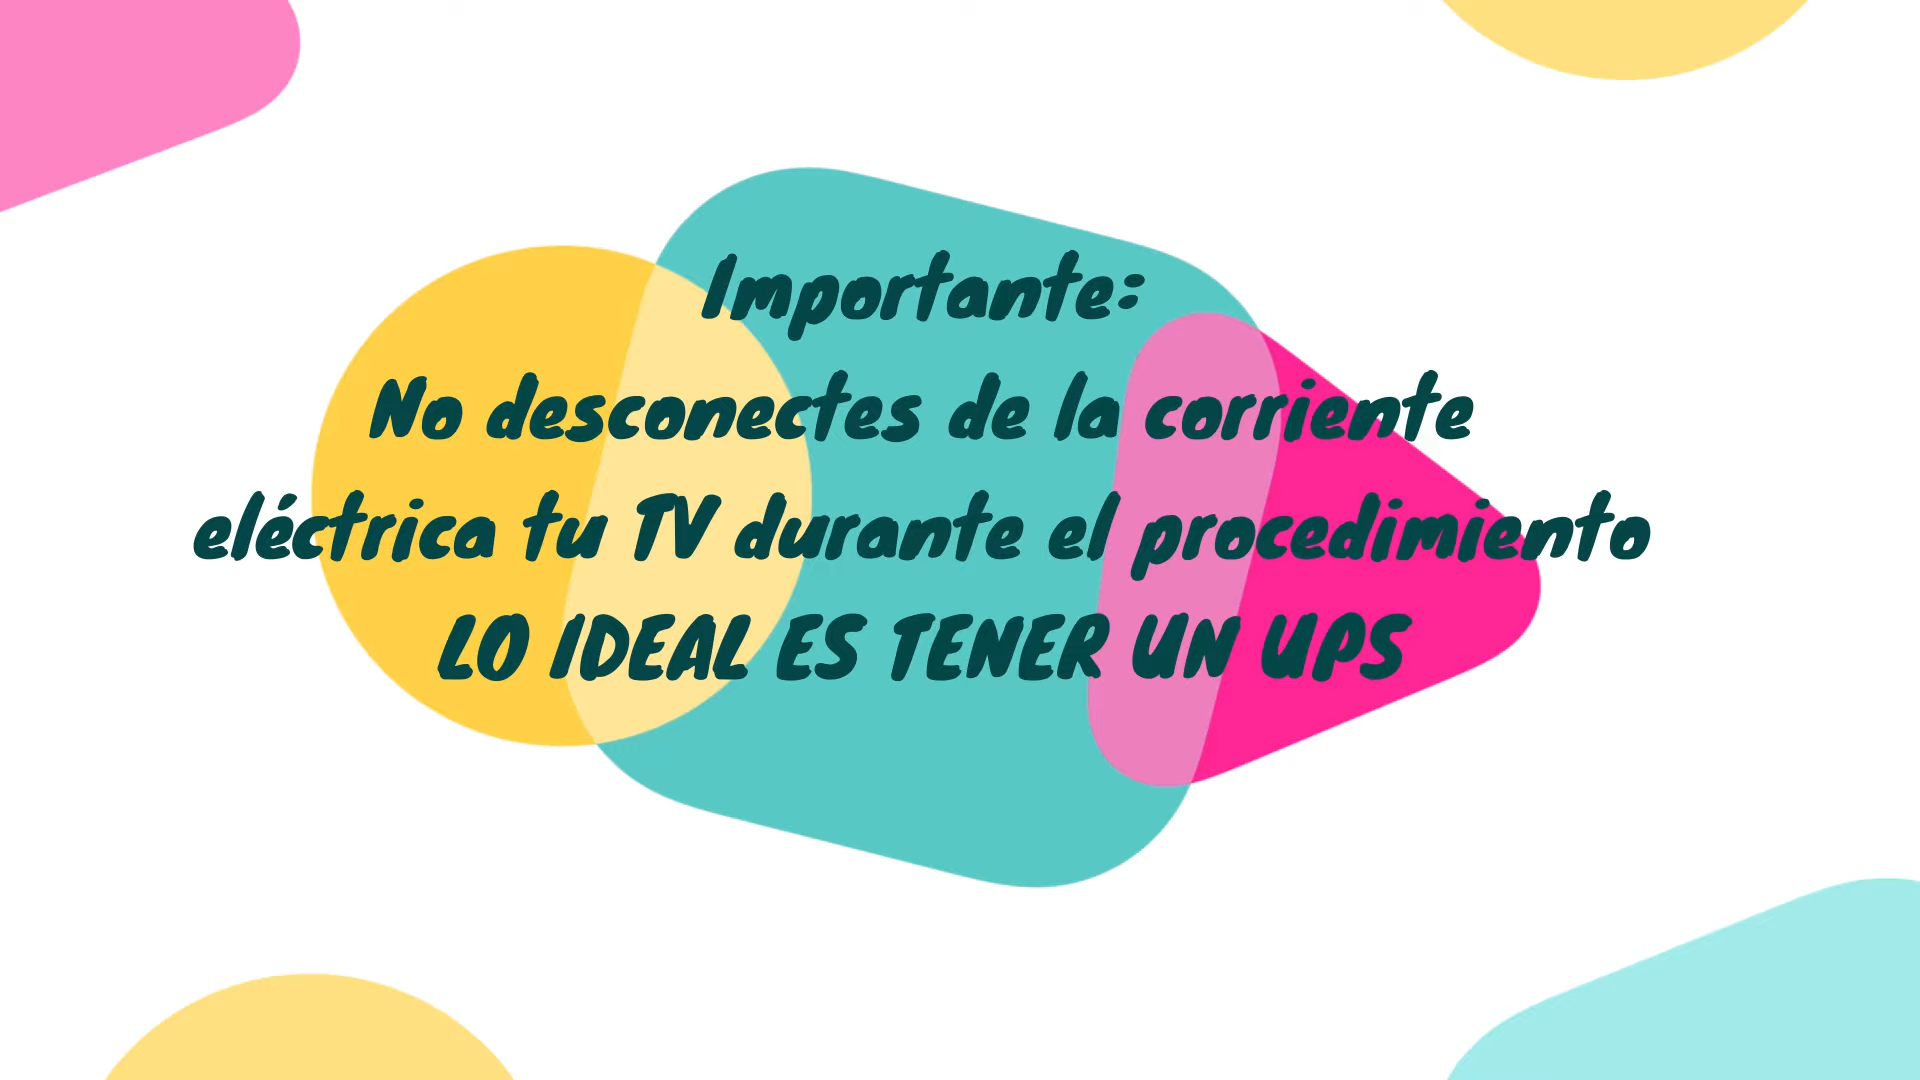 Importante:
No desconectes de la corriente
eléctrica tu TV durante el procedimiento
LO IDEAL ES TENER UN UPS